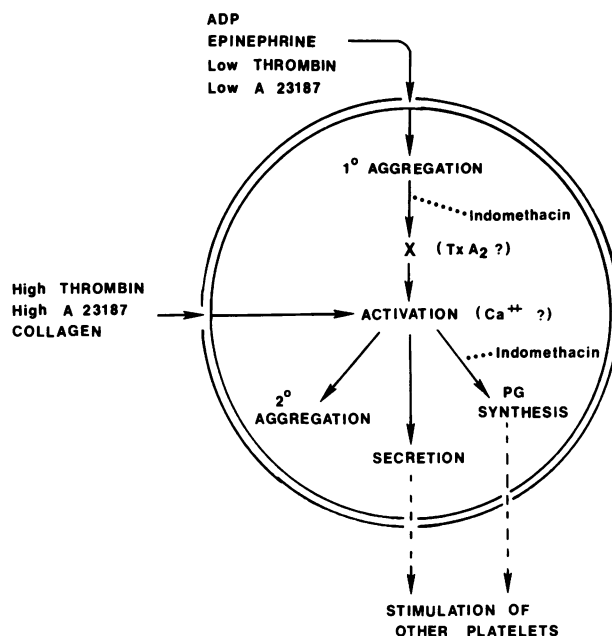 ADP
EPINEPHRINE
Low THROMBIN
Low A 23187
1° AGGREGATION
Indomethacin
X (TxA₂ ?)
High THROMBIN
High A 23187
COLLAGEN
ACTIVATION (Ca⁺⁺ ?)
Indomethacin
2°
AGGREGATION
PG
SYNTHESIS
SECRETION
STIMULATION OF
OTHER PLATELETS